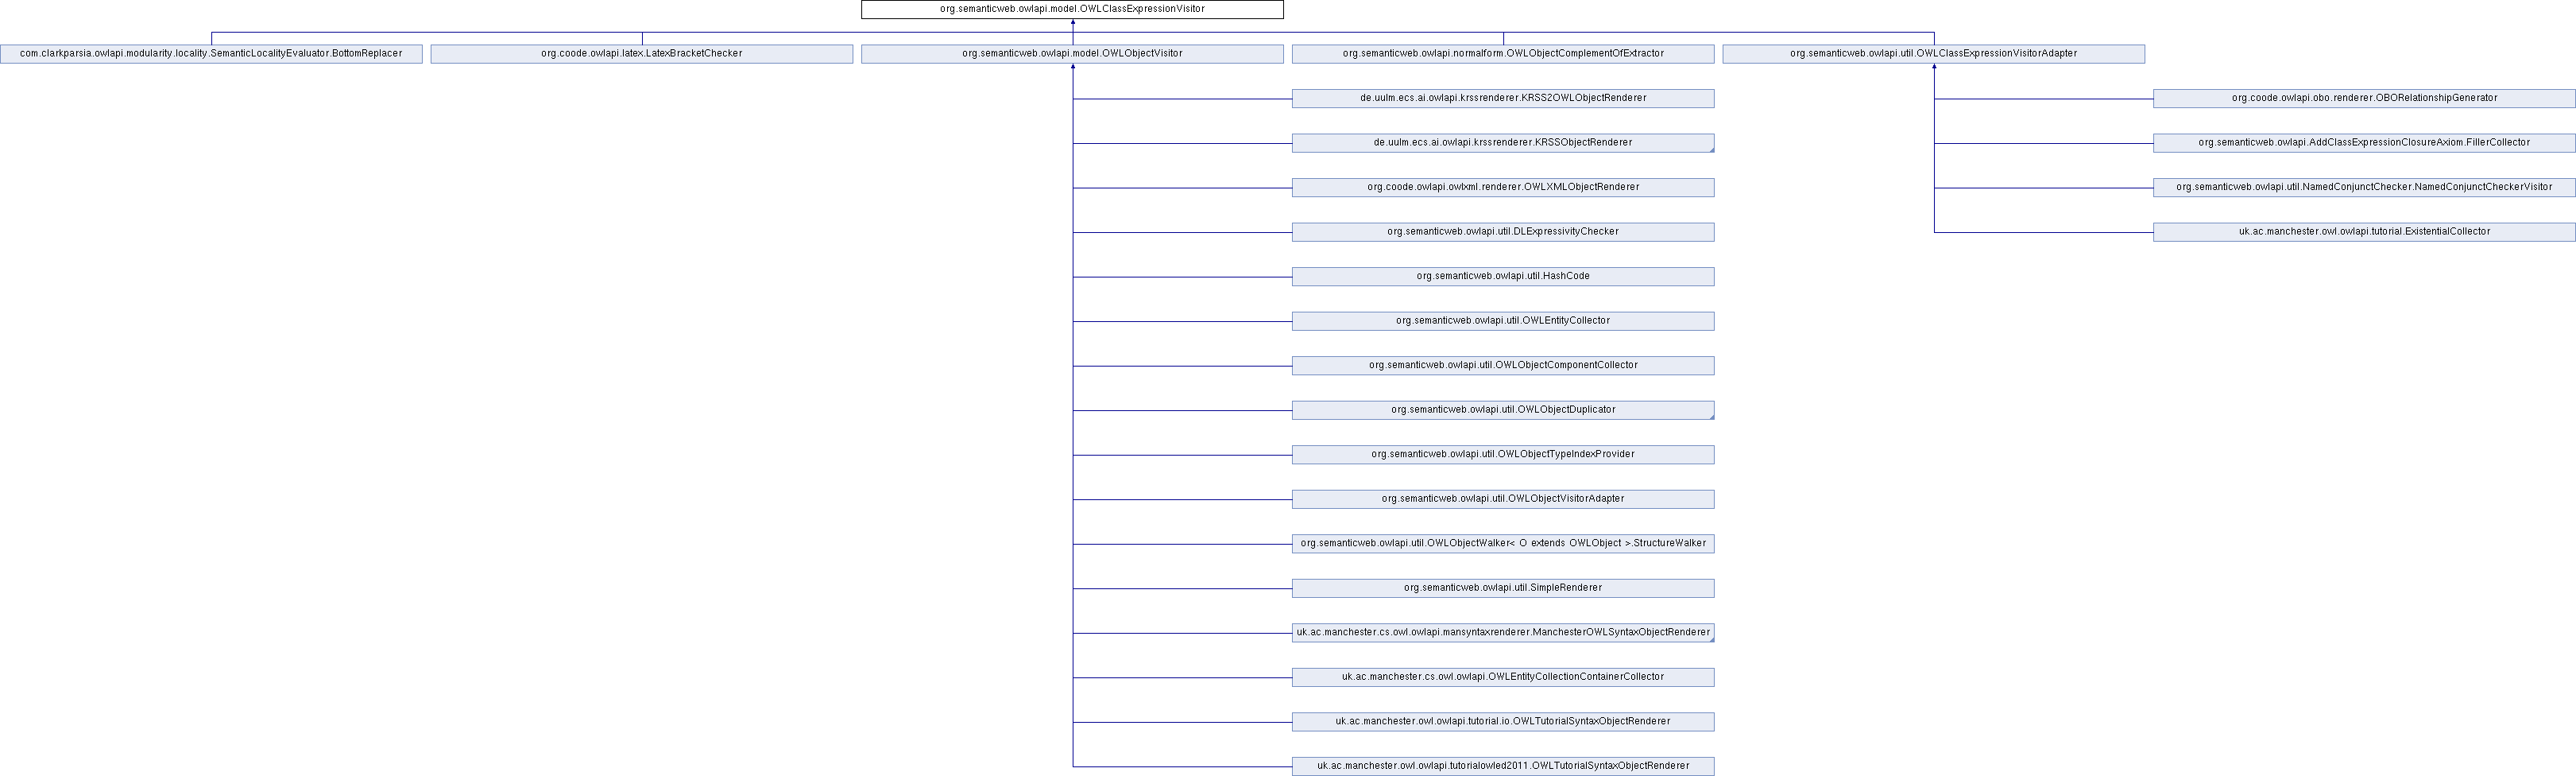 org.semanticweb.owlapi.model.OWLClassExpressionVisitor
com.clarkparsia.owlapi.modularity.locality.SemanticLocalityEvaluator.BottomReplacer
org.coode.owlapi.latex.LatexBracketChecker
org.semanticweb.owlapi.model.OWLObjectVisitor
org.semanticweb.owlapi.normalform.OWLObjectComplementOfExtractor
org.semanticweb.owlapi.util.OWLClassExpressionVisitorAdapter
de.uulm.ecs.ai.owlapi.krssrenderer.KRSS2OWLObjectRenderer
org.coode.owlapi.obo.renderer.OBORelationshipGenerator
de.uulm.ecs.ai.owlapi.krssrenderer.KRSSObjectRenderer
org.semanticweb.owlapi.AddClassExpressionClosureAxiom.FillerCollector
org.coode.owlapi.owlxml.renderer.OWLXMLObjectRenderer
org.semanticweb.owlapi.util.NamedConjunctChecker.NamedConjunctCheckerVisitor
org.semanticweb.owlapi.util.DLExpressivityChecker
uk.ac.manchester.owl.owlapi.tutorial.ExistentialCollector
org.semanticweb.owlapi.util.HashCode
org.semanticweb.owlapi.util.OWLEntityCollector
org.semanticweb.owlapi.util.OWLObjectComponentCollector
org.semanticweb.owlapi.util.OWLObjectDuplicator
org.semanticweb.owlapi.util.OWLObjectTypeIndexProvider
org.semanticweb.owlapi.util.OWLObjectVisitorAdapter
org.semanticweb.owlapi.util.OWLObjectWalker< O extends OWLObject >.StructureWalker
org.semanticweb.owlapi.util.SimpleRenderer
uk.ac.manchester.cs.owl.owlapi.mansyntaxrenderer.ManchesterOWLSyntaxObjectRenderer
uk.ac.manchester.cs.owl.owlapi.OWLEntityCollectionContainerCollector
uk.ac.manchester.owl.owlapi.tutorial.io.OWLTutorialSyntaxObjectRenderer
uk.ac.manchester.owl.owlapi.tutorialowled2011.OWLTutorialSyntaxObjectRenderer